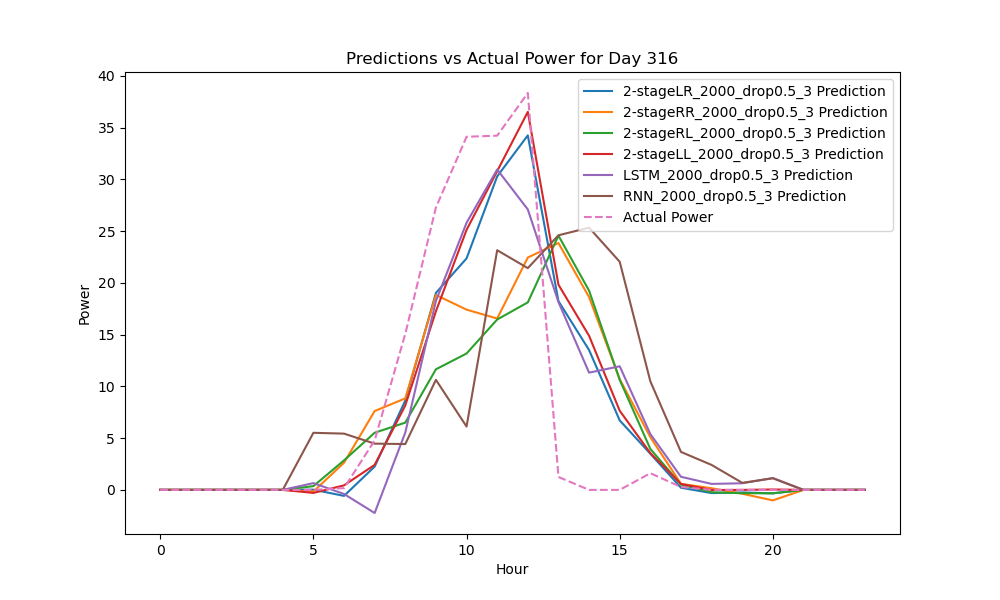 Predictions vs Actual Power for Day 316
40
35
30
25
20
15
10
5
0
Power
2-stageLR_2000_drop0.5_3 Prediction
2-stageRR_2000_drop0.5_3 Prediction
2-stageRL_2000_drop0.5_3 Prediction
2-stageLL_2000_drop0.5_3 Prediction
LSTM_2000_drop0.5_3 Prediction
RNN_2000_drop0.5_3 Prediction
Actual Power
0 5 10 15 20
Hour